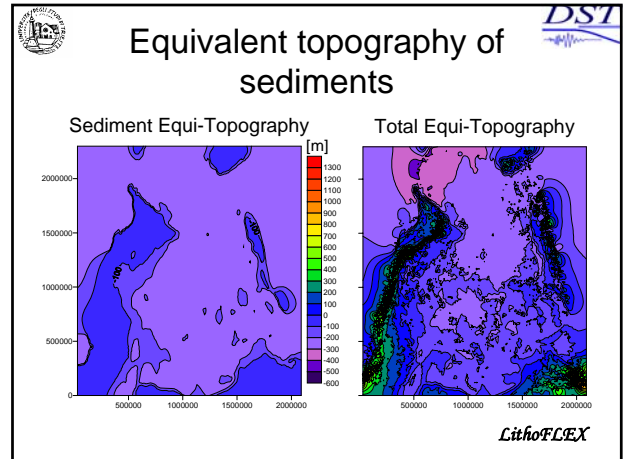 DST
Equivalent topography of
sediments
Sediment Equi-Topography
Total Equi-Topography
[m]
1300
1200
1100
1000
900
800
700
600
500
400
300
200
100
0
-100
-200
-300
-400
-500
-600
2000000
1500000
1000000
500000
0
500000 1000000 1500000 2000000
500000 1000000 1500000 2000000
LithoFLEX